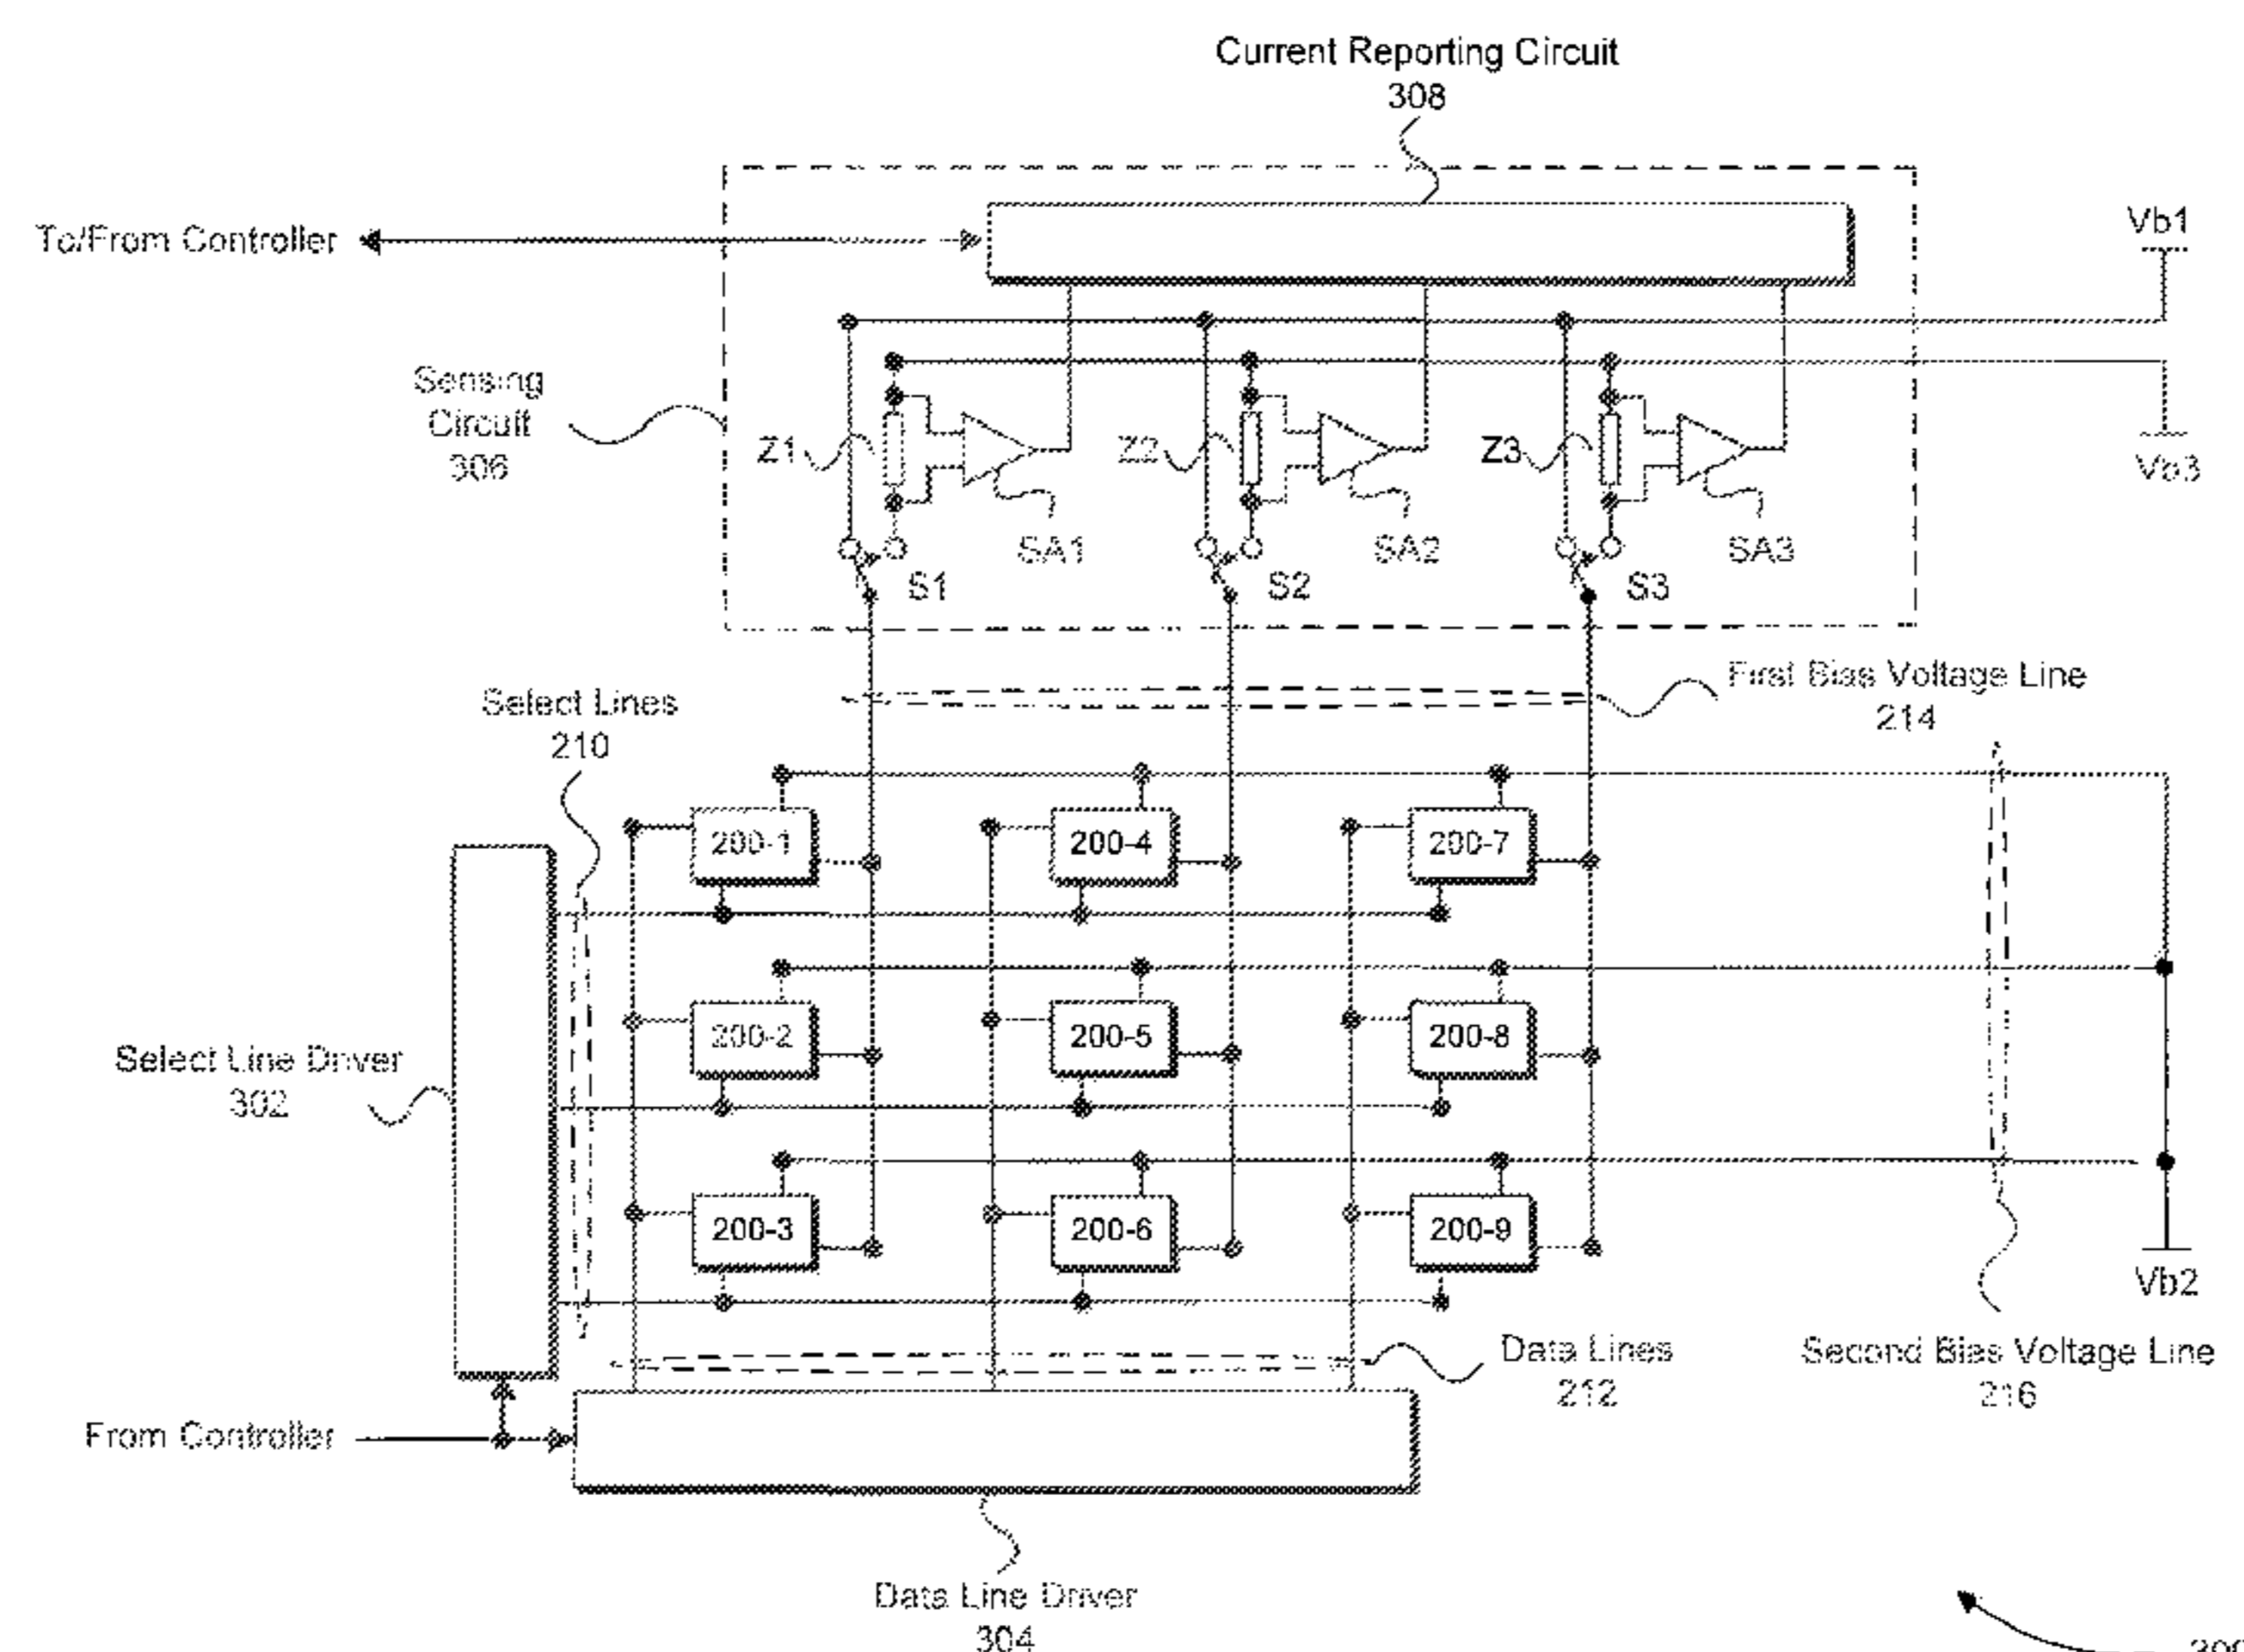 Current Reporting Circuit
308
To/From Controller
Vb1
Sensing
Circuit
306
Z1
Z2
Z3
Vb3
SA1
SA2
SA3
S1
S2
S3
First Bias Voltage Line
214
Select Lines
210
200-1
200-4
200-7
Select Line Driver
302
200-2
200-5
200-8
200-3
200-6
200-9
Vb2
Data Lines
212
Second Bias Voltage Line
216
From Controller
Data Line Driver
304